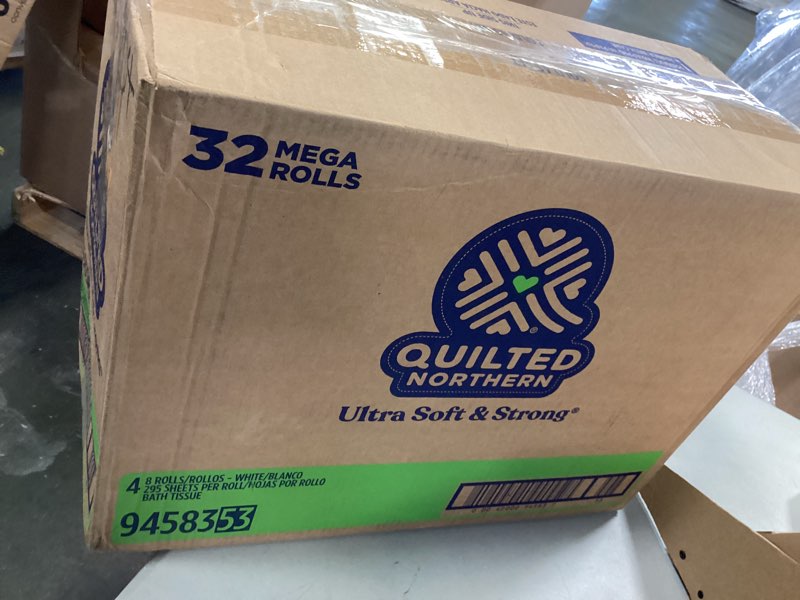 32 MEGA
ROLLS
QUILTED
NORTHERN
®
Ultra Soft & Strong®
4 8 ROLLS/ROLLOS - WHITE/BLANCO
295 SHEETS PER ROLL/HOJAS POR ROLLO
BATH TISSUE
9458353